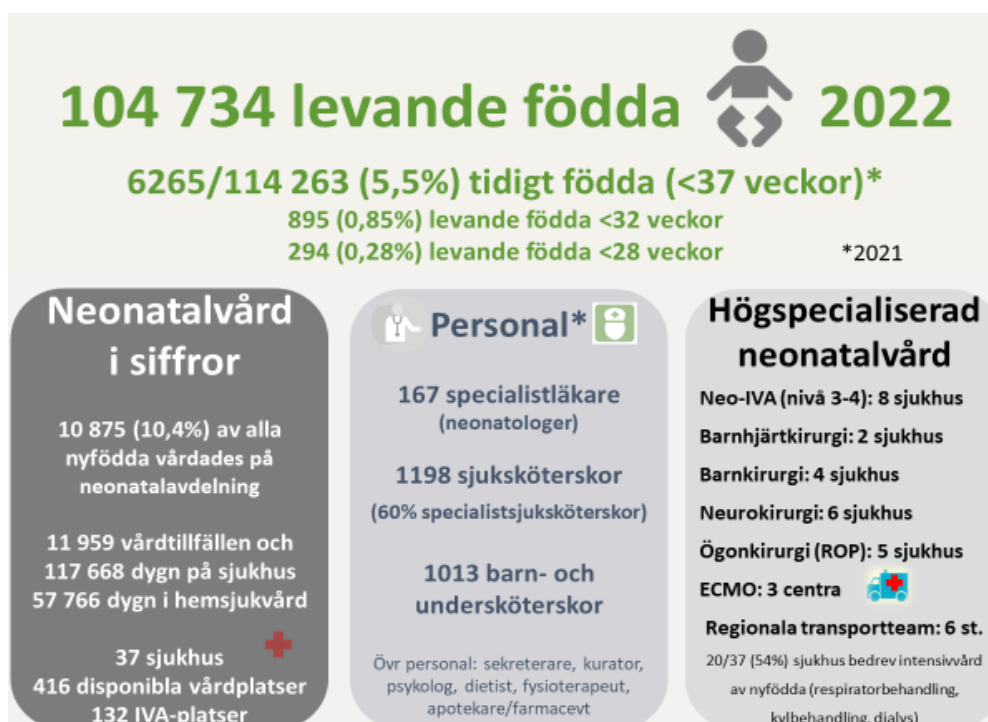 104 734 levande födda 2022
6265/114 263 (5,5%) tidigt födda (<37 veckor)*
895 (0,85%) levande födda <32 veckor
294 (0,28%) levande födda <28 veckor
*2021
Neonatalvård
i siffror
10 875 (10,4%) av alla
nyfödda vårdades på
neonatalavdelning
11 959 vårdtillfällen och
117 668 dygn på sjukhus
57 766 dygn i hemsjukvård
37 sjukhus
416 disponibla vårdplatser
132 IVA-platser
Personal*
167 specialistläkare
(neonatologer)
1198 sjuksköterskor
(60% specialistsjuksköterskor)
1013 barn- och
undersköterskor
Övr personal: sekreterare, kurator,
psykolog, dietist, fysioterapeut,
apotekare/farmacevt
Högspecialiserad
neonatalvård
Neo-IVA (nivå 3-4): 8 sjukhus
Barnhjärtkirurgi: 2 sjukhus
Barnkirurgi: 4 sjukhus
Neurokirurgi: 6 sjukhus
Ögonkirurgi (ROP): 5 sjukhus
ECMO: 3 centra
Regionala transportteam: 6 st.
20/37 (54%) sjukhus bedrev intensivvård
av nyfödda (respiratorbehandling,
kylbehandling, dialys)